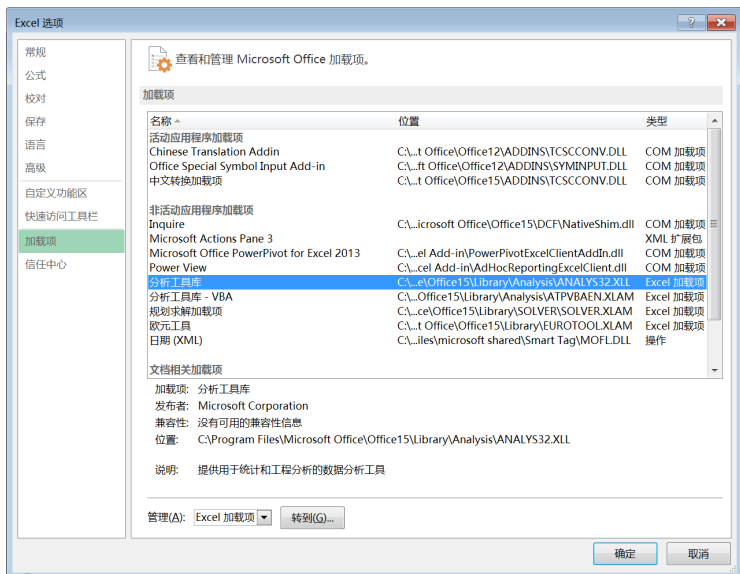 Excel 选项
常规
公式
校对
保存
语言
高级
自定义功能区
快速访问工具栏
加载项
信任中心
查看和管理 Microsoft Office 加载项。
加载项
名称 位置 类型
活动应用程序加载项
Chinese Translation Addin C:\...t Office\Office12\ADDINS\TCSCCONV.DLL COM 加载项
Office Special Symbol Input Add-in C:\...ft Office\Office12\ADDINS\SYMINPUT.DLL COM 加载项
中文转换加载项 C:\...t Office\Office15\ADDINS\TCSCCONV.DLL COM 加载项
非活动应用程序加载项
Inquire C:\...icrosoft Office\Office15\DCF\NativeShim.dll COM 加载项
Microsoft Actions Pane 3 XML 扩展包
Microsoft Office PowerPivot for Excel 2013 C:\...el Add-in\PowerPivotExcelClientAddIn.dll COM 加载项
Power View C:\...cel Add-in\AdHocReportingExcelClient.dll COM 加载项
分析工具库 C:\...e\Office15\Library\Analysis\ANALYS32.XLL Excel 加载项
分析工具库 - VBA C:\...Office15\Library\Analysis\ATPVBAEN.XLAM Excel 加载项
规划求解加载项 C:\...ce\Office15\Library\SOLVER\SOLVER.XLAM Excel 加载项
欧元工具 C:\...t Office\Office15\Library\EUROTOOL.XLAM Excel 加载项
日期 (XML) C:\...iles\microsoft shared\Smart Tag\MOFL.DLL 操作
文档相关加载项
加载项: 分析工具库
发布者: Microsoft Corporation
兼容性: 没有可用的兼容性信息
位置: C:\Program Files\Microsoft Office\Office15\Library\Analysis\ANALYS32.XLL
说明: 提供用于统计和工程分析的数据分析工具
管理(A): Excel 加载项 转到(G)...
确定 取消